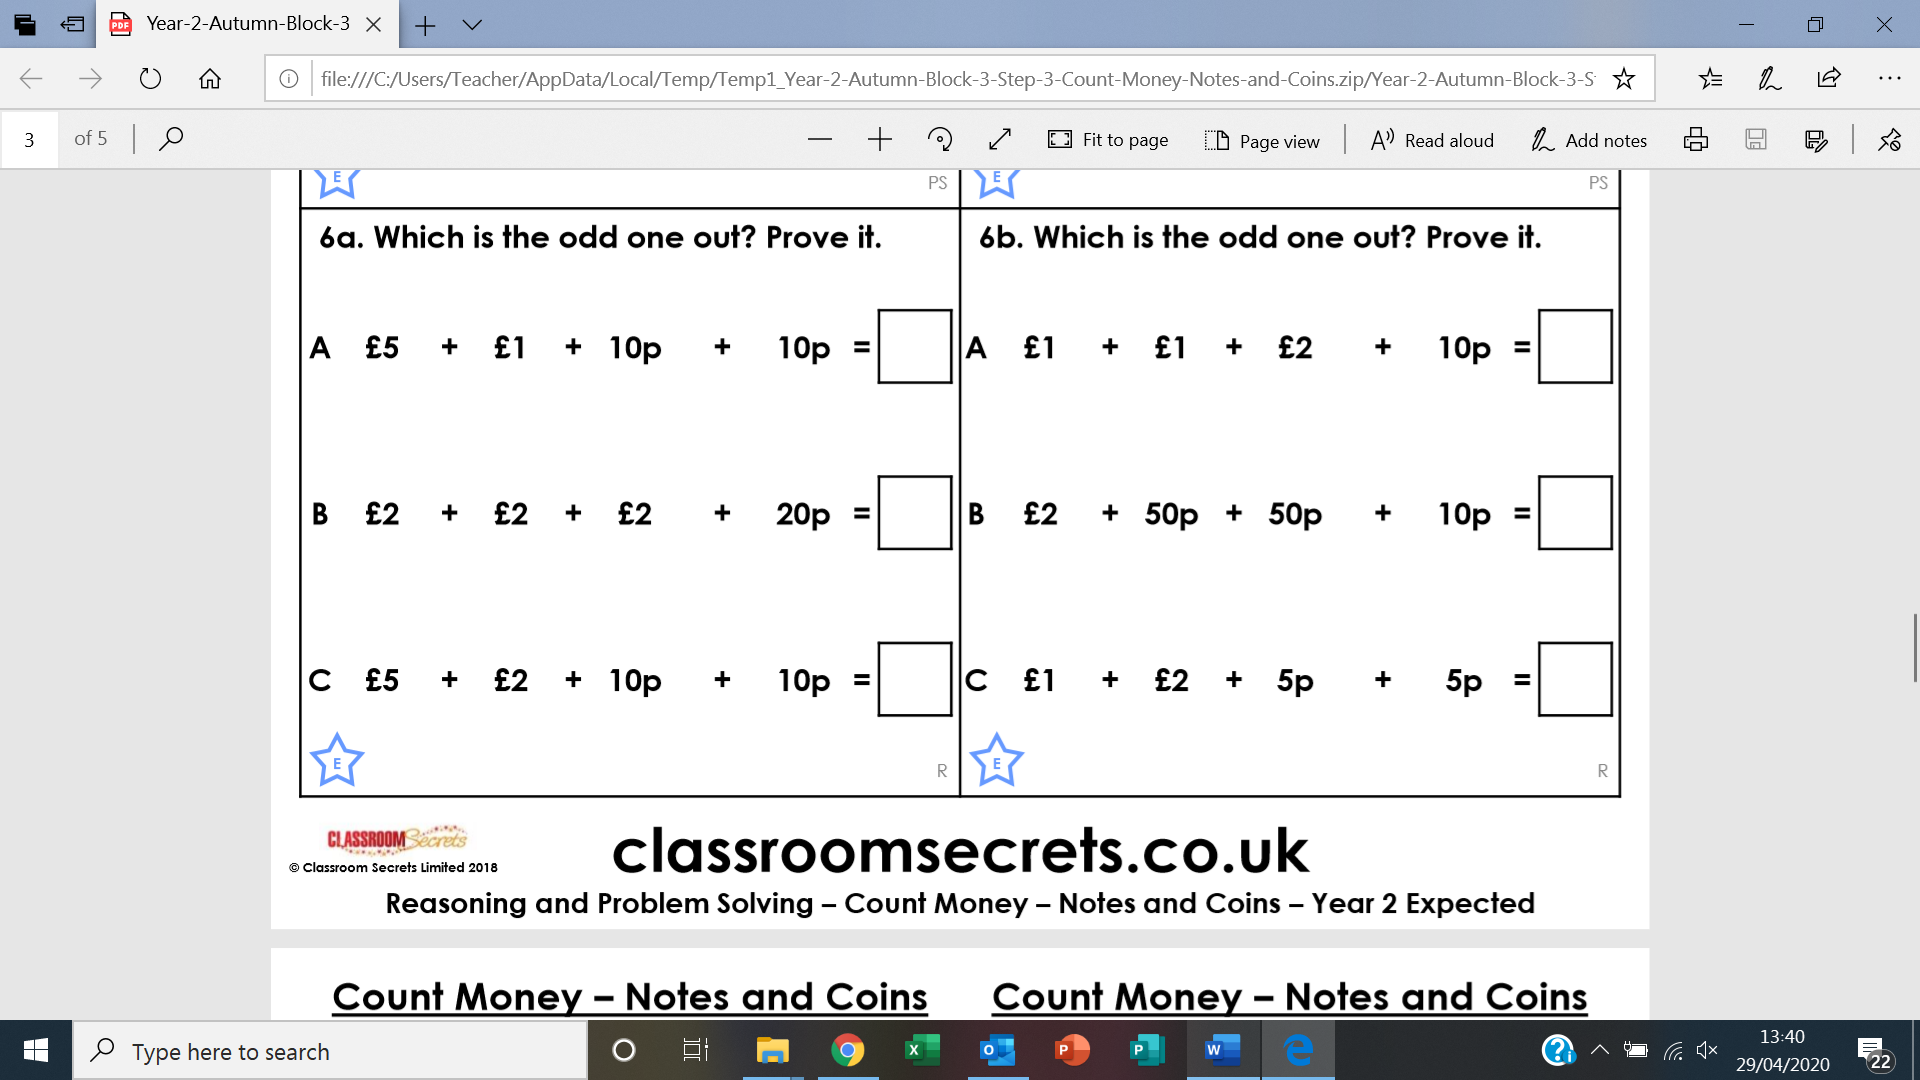 Year-2-Autumn-Block-3
file:///C:/Users/Teacher/AppData/Local/Temp/Temp1_Year-2-Autumn-Block-3-Step-3-Count-Money-Notes-and-Coins.zip/Year-2-Autumn-Block-3-S
3 of 5
Fit to page
Page view
Read aloud
Add notes
E PS
E PS
6a. Which is the odd one out? Prove it.
A £5 + £1 + 10p + 10p =
B £2 + £2 + £2 + 20p =
C £5 + £2 + 10p + 10p =
E R
6b. Which is the odd one out? Prove it.
A £1 + £1 + £2 + 10p =
B £2 + 50p + 50p + 10p =
C £1 + £2 + 5p + 5p =
E R
CLASSROOM Secrets
© Classroom Secrets Limited 2018
classroomsecrets.co.uk
Reasoning and Problem Solving – Count Money – Notes and Coins – Year 2 Expected
Count Money – Notes and Coins
Count Money – Notes and Coins
Type here to search
13:40
29/04/2020
22